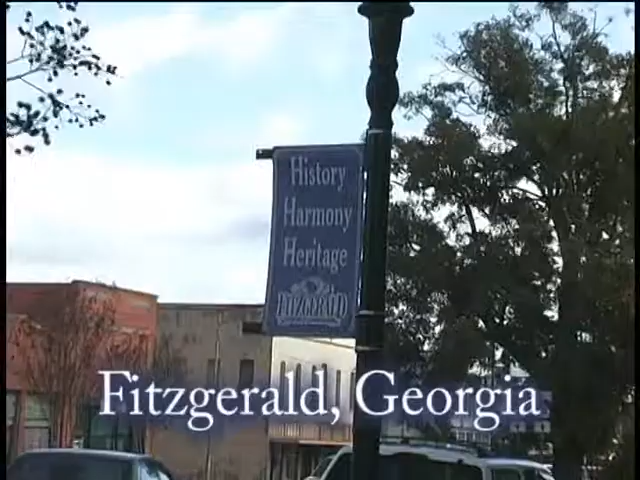 History
Harmony
Heritage
FITZGERALD
Fitzgerald, Georgia